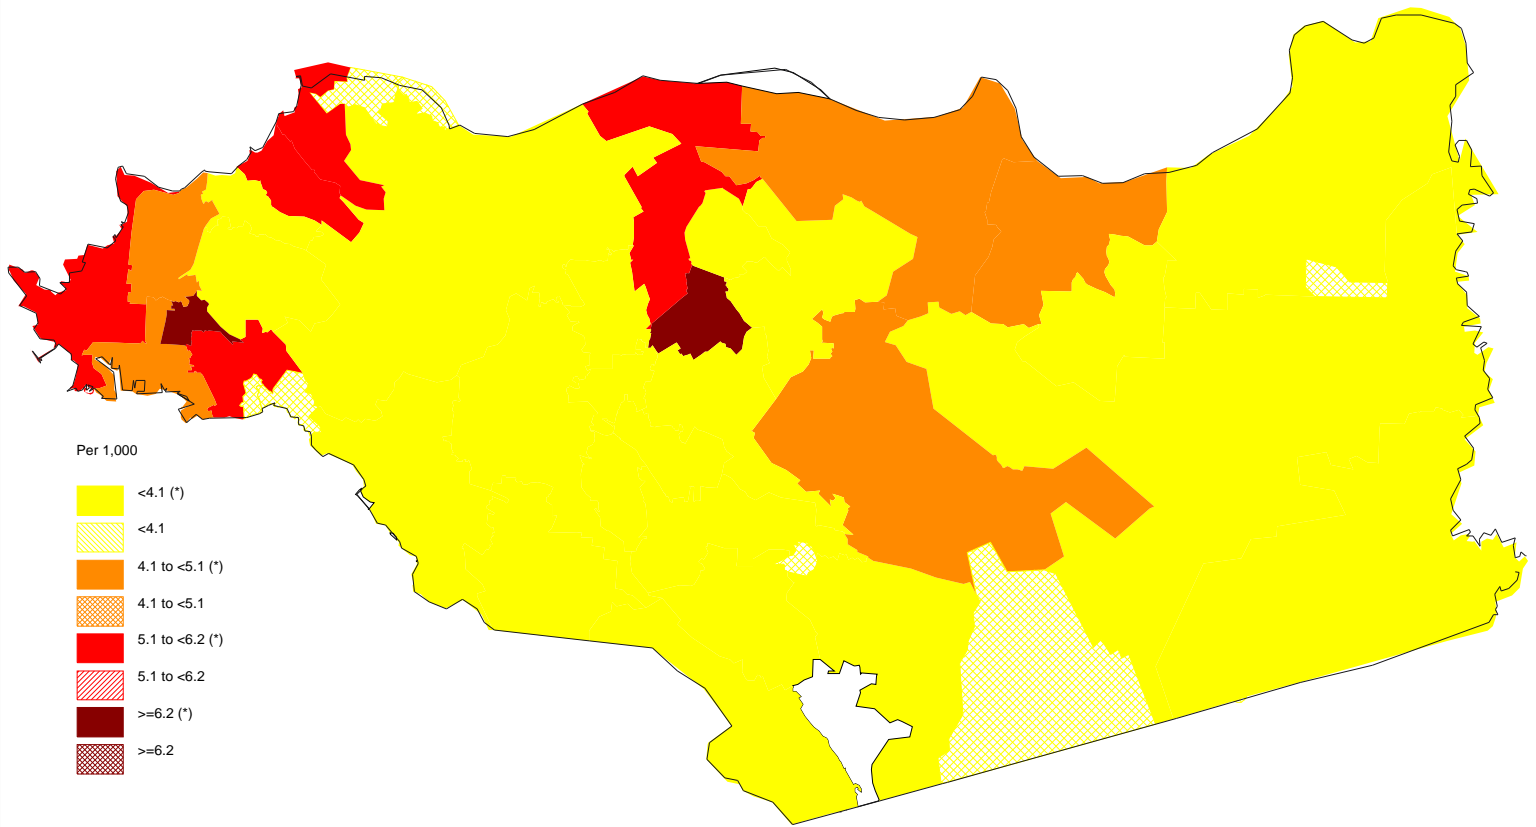 Per 1,000
<4.1 (*)
<4.1
4.1 to <5.1 (*)
4.1 to <5.1
5.1 to <6.2 (*)
5.1 to <6.2
>=6.2 (*)
>=6.2